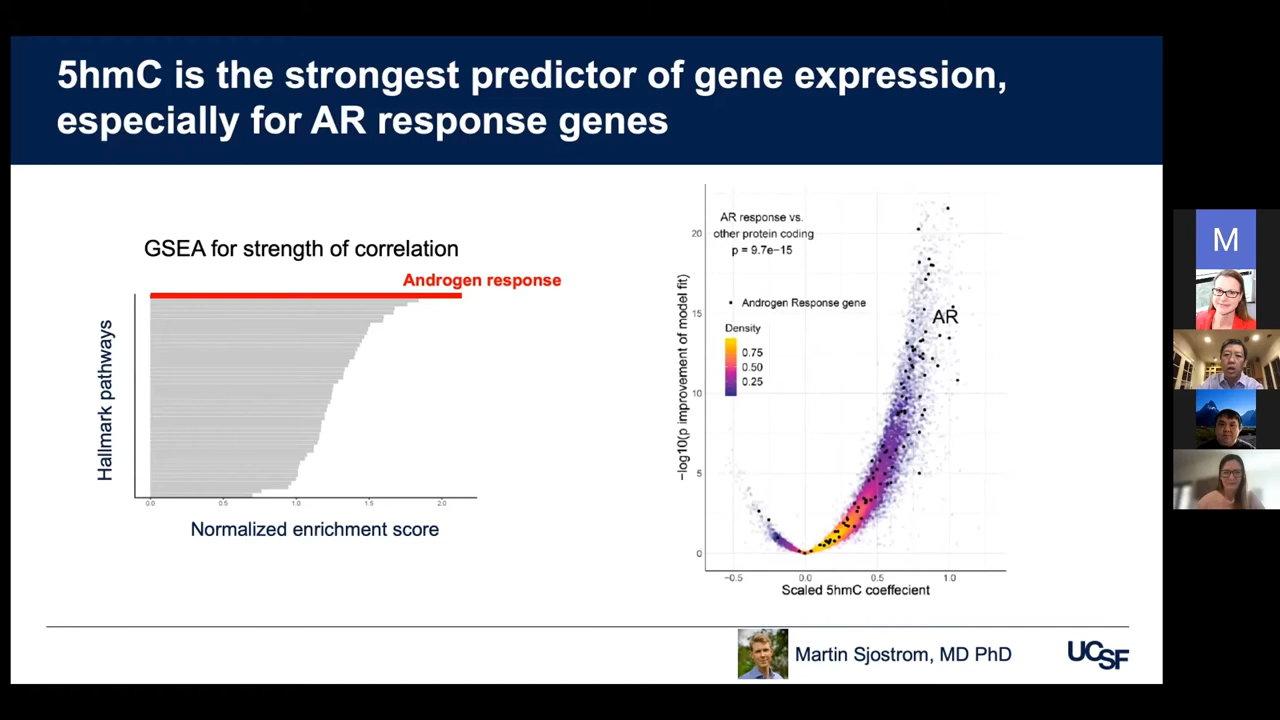 5hmC is the strongest predictor of gene expression,
especially for AR response genes
GSEA for strength of correlation
Androgen response
Hallmark pathways
0.0 0.5 1.0 1.5 2.0
Normalized enrichment score
AR response vs.
other protein coding
p = 9.7e−15
Androgen Response gene
Density
0.75
0.50
0.25
AR
−log10(p improvement of model fit)
20
15
10
5
0
−0.5 0.0 0.5 1.0
Scaled 5hmC coeffecient
Martin Sjostrom, MD PhD
UCSF
M